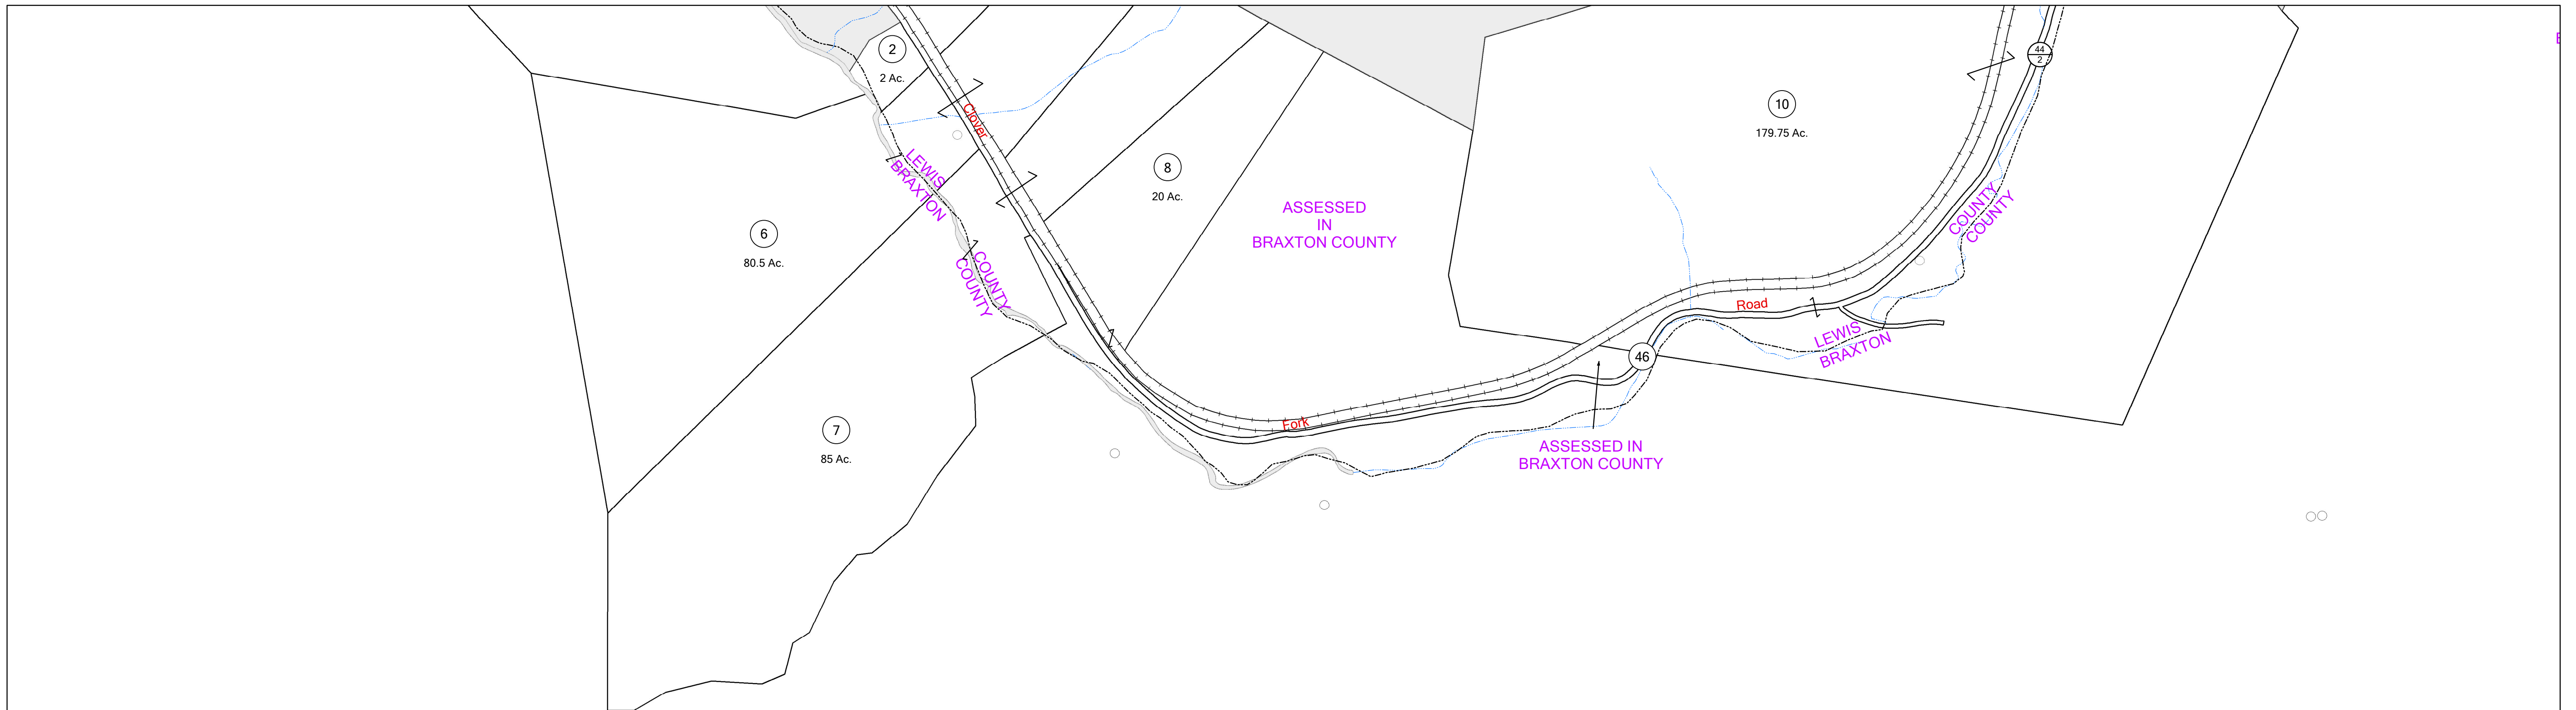 2
2 Ac.
44
2
10
179.75 Ac.
Clover
LEWIS
BRAXTON
8
20 Ac.
ASSESSED
IN
BRAXTON COUNTY
COUNTY
COUNTY
6
80.5 Ac.
COUNTY
COUNTY
Road
LEWIS
BRAXTON
46
Fork
7
85 Ac.
ASSESSED IN
BRAXTON COUNTY